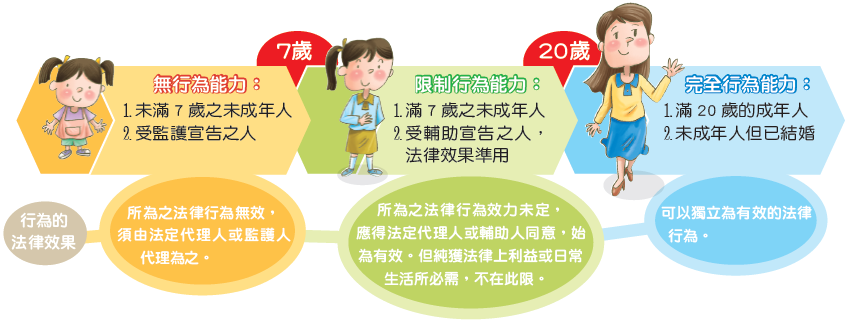 7歲
20歲
無行為能力：
1.未滿7歲之未成年人
2.受監護宣告之人
限制行為能力：
1.滿7歲之未成年人
2.受輔助宣告之人，
法律效果準用
完全行為能力：
1.滿20歲的成年人
2.未成年人但已結婚
行為的
法律效果
所為之法律行為無效，
須由法定代理人或監護人
代理為之。
所為之法律行為效力未定，
應得法定代理人或輔助人同意，始
為有效。但純獲法律上利益或日常
生活所必需，不在此限。
可以獨立為有效的法律
行為。